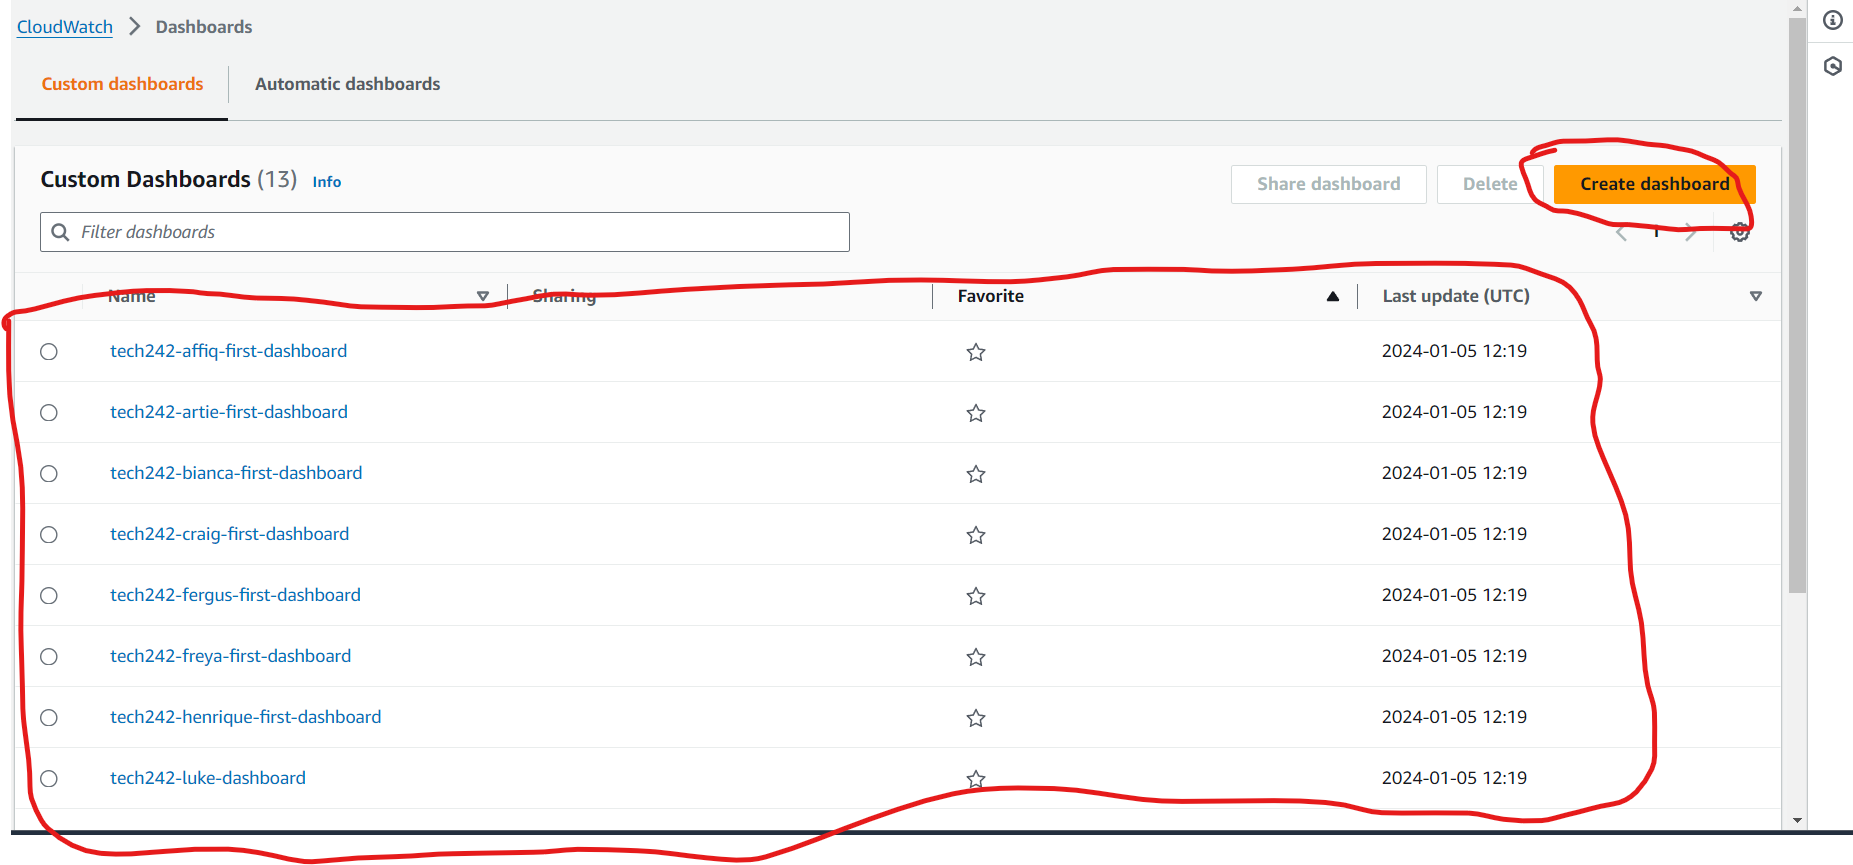 CloudWatch > Dashboards
Custom dashboards Automatic dashboards
Custom Dashboards (13) Info Share dashboard Delete Create dashboard
Filter dashboards 1
Name Sharing Favorite Last update (UTC)
tech242-affiq-first-dashboard 2024-01-05 12:19
tech242-artie-first-dashboard 2024-01-05 12:19
tech242-bianca-first-dashboard 2024-01-05 12:19
tech242-craig-first-dashboard 2024-01-05 12:19
tech242-fergus-first-dashboard 2024-01-05 12:19
tech242-freya-first-dashboard 2024-01-05 12:19
tech242-henrique-first-dashboard 2024-01-05 12:19
tech242-luke-dashboard 2024-01-05 12:19